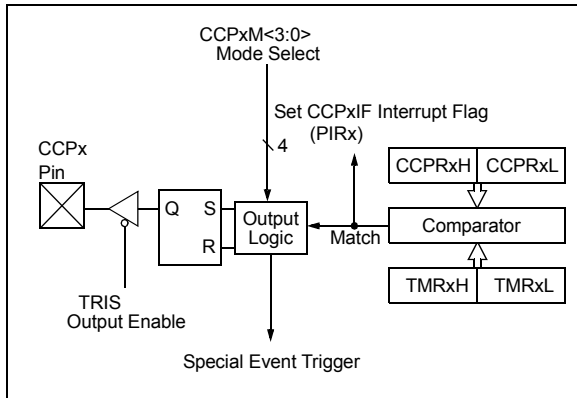 CCPxM<3:0>
Mode Select
Set CCPxIF Interrupt Flag
(PIRx)
4
CCPx
Pin
CCPRxH CCPRxL
Q S
R
Output
Logic
Match
Comparator
TRIS
Output Enable
TMRxH TMRxL
Special Event Trigger